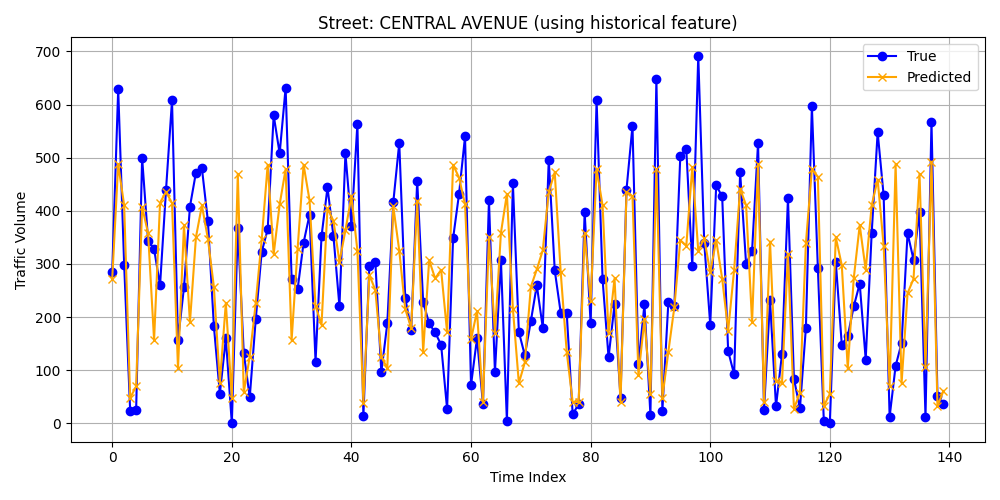 Street: CENTRAL AVENUE (using historical feature)
True
Predicted
Traffic Volume
700
600
500
400
300
200
100
0
0 20 40 60 80 100 120 140
Time Index